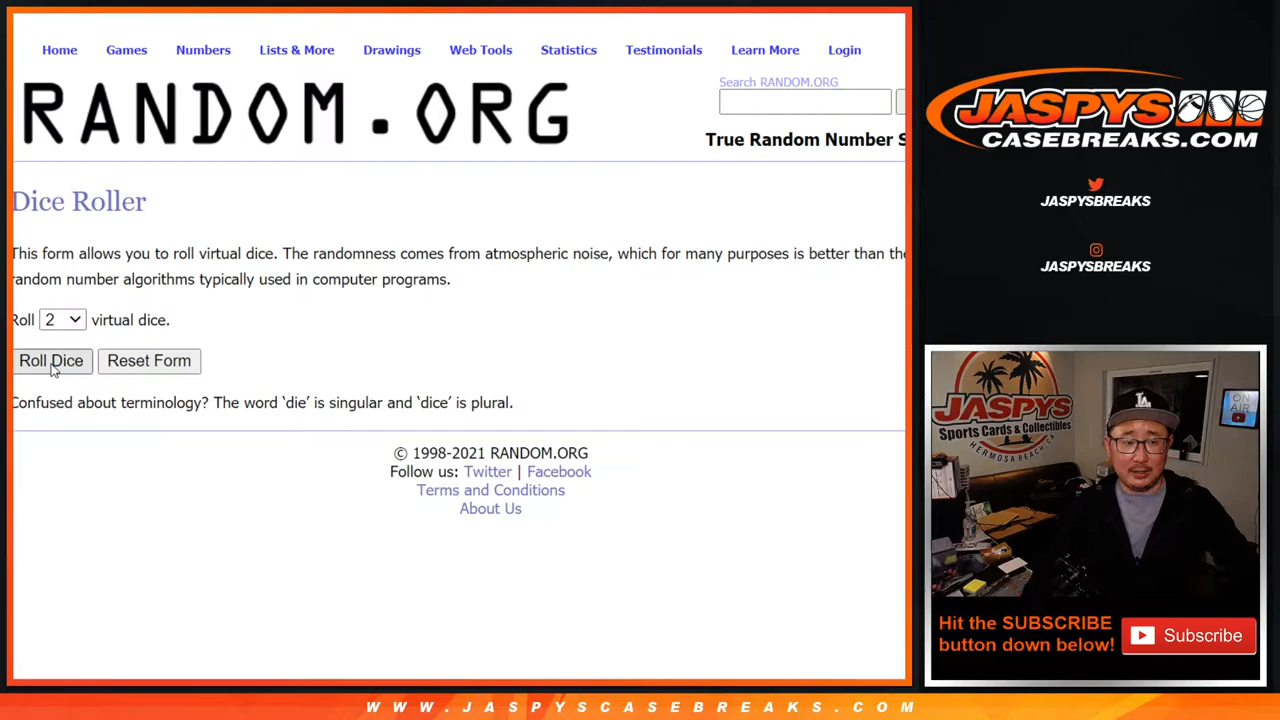 Home Games Numbers Lists & More Drawings Web Tools Statistics Testimonials Learn More Login
RANDOM.ORG
Search RANDOM.ORG
True Random Number S
Dice Roller
This form allows you to roll virtual dice. The randomness comes from atmospheric noise, which for many purposes is better than the
random number algorithms typically used in computer programs.
Roll 2 virtual dice.
Roll Dice Reset Form
Confused about terminology? The word ‘die’ is singular and ‘dice’ is plural.
© 1998-2021 RANDOM.ORG
Follow us: Twitter | Facebook
Terms and Conditions
About Us
JASPYS
CASEBREAKS.COM
JASPYSBREAKS
JASPYSBREAKS
JASPYS
Sports Cards & Collectibles
HERMOSA BEACH, CA
LA
ON
AIR
Hit the SUBSCRIBE
button down below!
Subscribe
WWW.JASPYSCASEBREAKS.COM